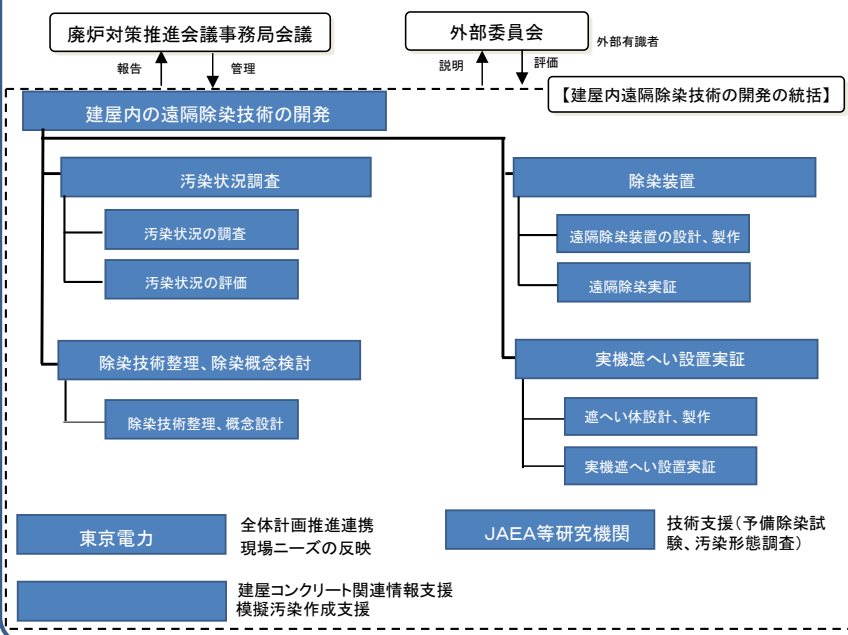 廃炉対策推進会議事務局会議
外部委員会
外部有識者
報告
管理
説明
評価
【建屋内遠隔除染技術の開発の統括】
建屋内の遠隔除染技術の開発
汚染状況調査
汚染状況の調査
汚染状況の評価
除染技術整理、除染概念検討
除染技術整理、概念設計
除染装置
遠隔除染装置の設計、製作
遠隔除染実証
実機遮へい設置実証
遮へい体設計、製作
実機遮へい設置実証
東京電力
全体計画推進連携
現場ニーズの反映
JAEA等研究機関
技術支援(予備除染試
験、汚染形態調査)
建屋コンクリート関連情報支援
模擬汚染作成支援